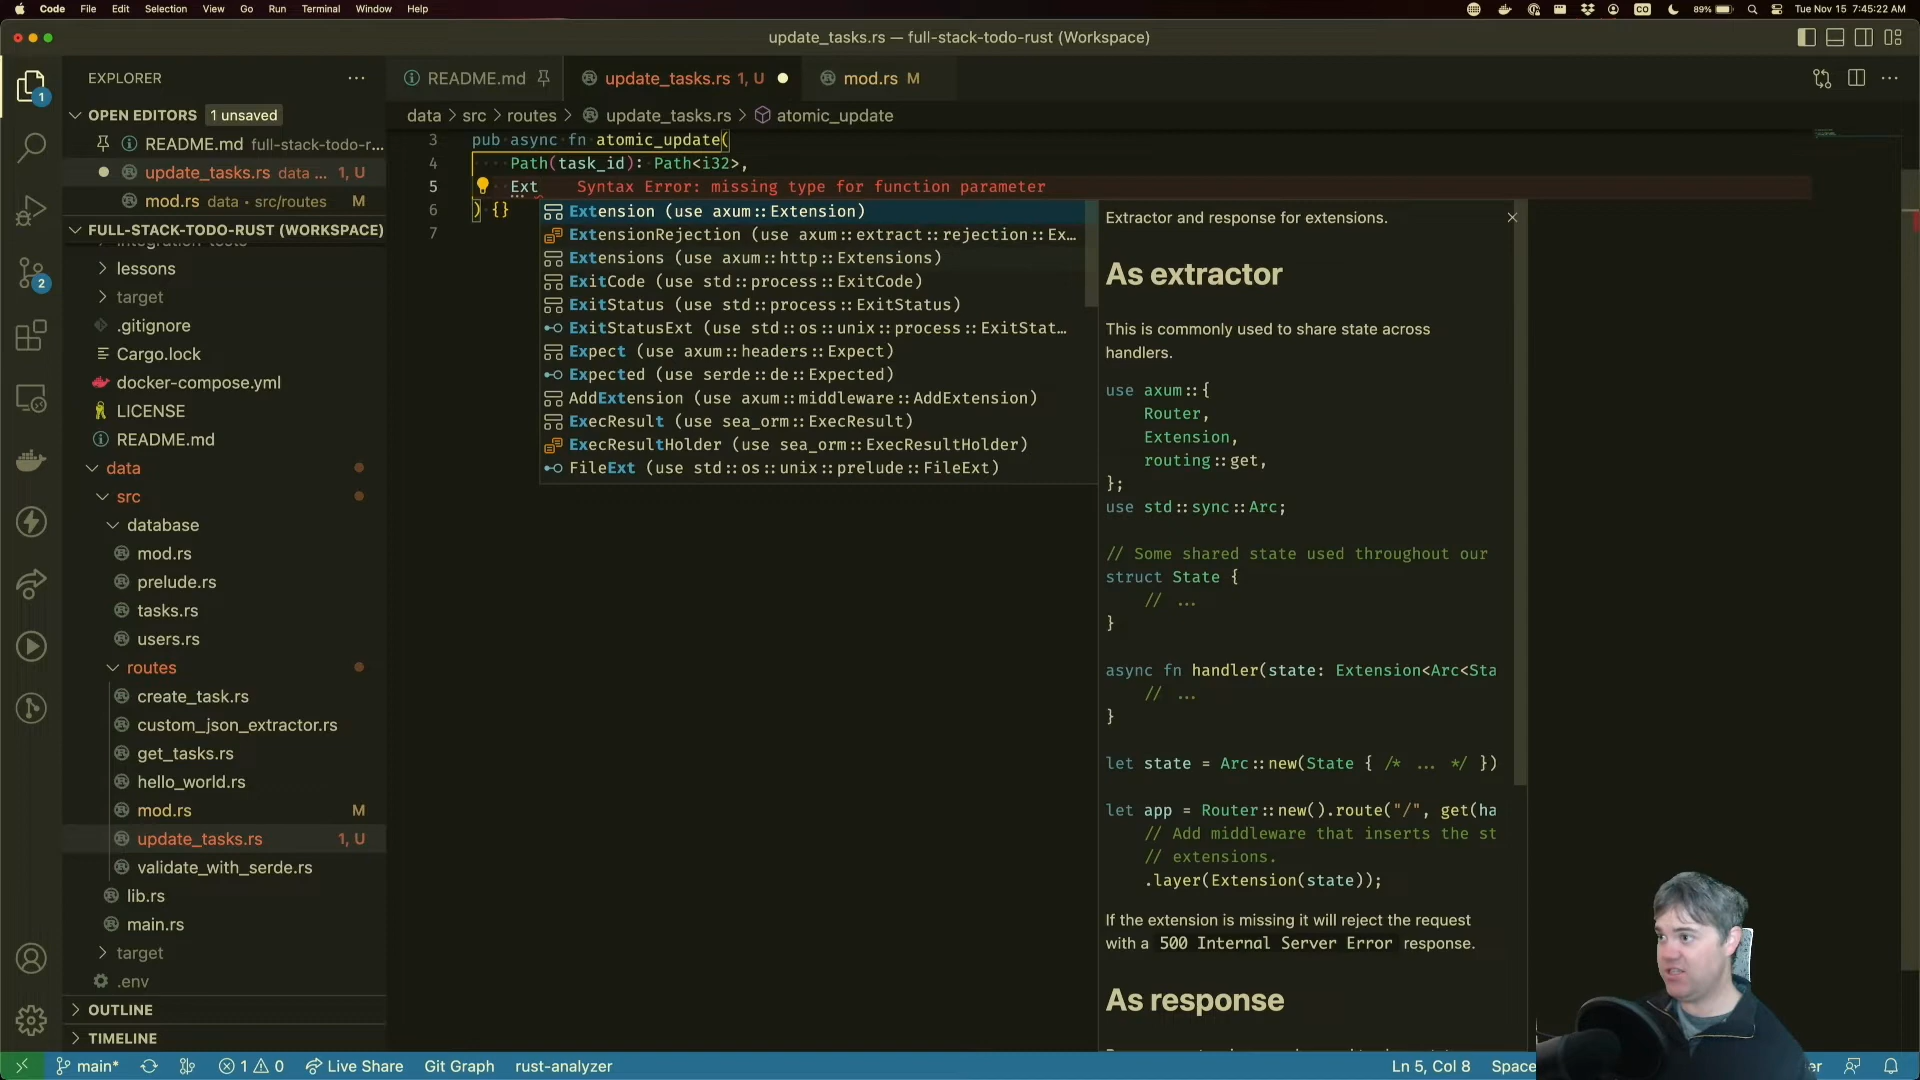 Code File Edit Selection View Go Run Terminal Window Help
CO 89% Tue Nov 15 7:45:22 AM
update_tasks.rs — full-stack-todo-rust (Workspace)
EXPLORER
README.md
update_tasks.rs 1, U
mod.rs M
OPEN EDITORS 1 unsaved
data > src > routes > update_tasks.rs > atomic_update
README.md full-stack-todo-r...
update_tasks.rs data ... 1, U
mod.rs data • src/routes M
FULL-STACK-TODO-RUST (WORKSPACE)
lessons
target
.gitignore
Cargo.lock
docker-compose.yml
LICENSE
README.md
data
src
database
mod.rs
prelude.rs
tasks.rs
users.rs
routes
create_task.rs
custom_json_extractor.rs
get_tasks.rs
hello_world.rs
mod.rs M
update_tasks.rs 1, U
validate_with_serde.rs
lib.rs
main.rs
target
.env
OUTLINE
TIMELINE
3 pub async fn atomic_update(
4 Path(task_id): Path<i32>,
5 Ext Syntax Error: missing type for function parameter
6 ) {}
7
Extension (use axum::Extension)
ExtensionRejection (use axum::extract::rejection::Ex...
Extensions (use axum::http::Extensions)
ExitCode (use std::process::ExitCode)
ExitStatus (use std::process::ExitStatus)
ExitStatusExt (use std::os::unix::process::ExitStat...
Expect (use axum::headers::Expect)
Expected (use serde::de::Expected)
AddExtension (use axum::middleware::AddExtension)
ExecResult (use sea_orm::ExecResult)
ExecResultHolder (use sea_orm::ExecResultHolder)
FileExt (use std::os::unix::prelude::FileExt)
Extractor and response for extensions.
As extractor
This is commonly used to share state across
handlers.
use axum::{
Router,
Extension,
routing::get,
};
use std::sync::Arc;
// Some shared state used throughout our
struct State {
// ...
}
async fn handler(state: Extension<Arc<Sta
// ...
}
let state = Arc::new(State { /* ... */ })
let app = Router::new().route("/", get(ha
// Add middleware that inserts the st
// extensions.
.layer(Extension(state));
If the extension is missing it will reject the request
with a 500 Internal Server Error response.
As response
main* 1 0 Live Share Git Graph rust-analyzer
Ln 5, Col 8 Space
1
2